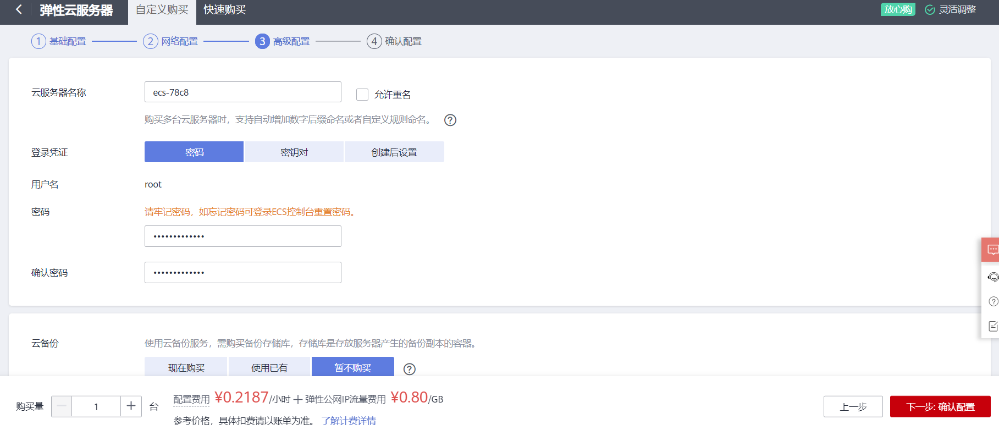 弹性云服务器 自定义购买 快速购买 放心购 灵活调整
1 基础配置 2 网络配置 3 高级配置 4 确认配置
云服务器名称 ecs-78c8 允许重名
购买多台云服务器时，支持自动增加数字后缀命名或者自定义规则命名。 ?
登录凭证 密码 密钥对 创建后设置
用户名 root
密码 请牢记密码，如忘记密码可登录ECS控制台重置密码。
•••••••••••••
确认密码 •••••••••••••
云备份 使用云备份服务，需购买备份存储库，存储库是存放服务器产生的备份副本的容器。
现在购买 使用已有 暂不购买 ?
购买量 — 1 + 台 配置费用 ¥0.2187/小时 + 弹性公网IP流量费用 ¥0.80/GB
参考价格，具体扣费请以账单为准。 了解计费详情
上一步 下一步: 确认配置